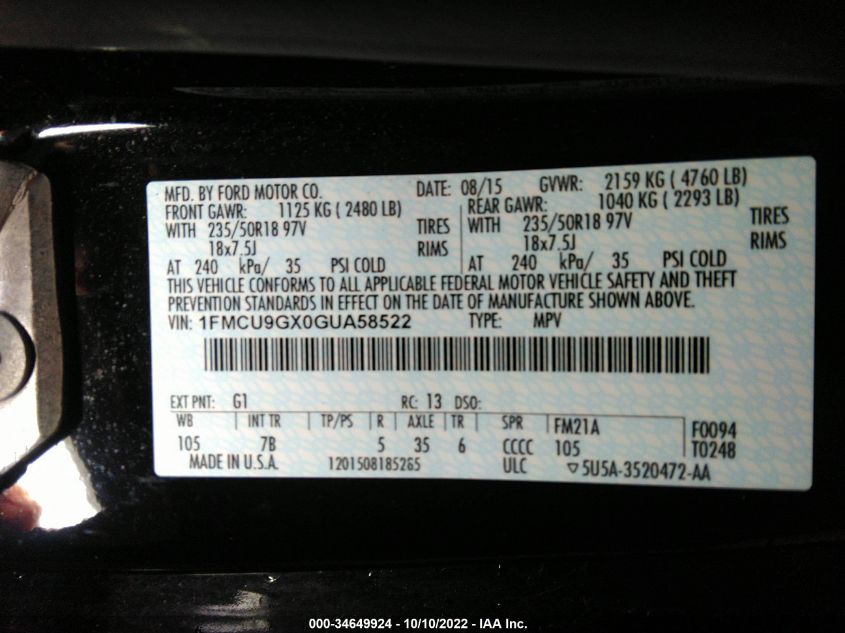 MFD. BY FORD MOTOR CO. DATE: 08/15 GVWR: 2159 KG ( 4760 LB)
FRONT GAWR: 1125 KG ( 2480 LB) REAR GAWR: 1040 KG ( 2293 LB)
WITH 235/50R18 97V TIRES WITH 235/50R18 97V TIRES
18x7.5J RIMS 18x7.5J RIMS
AT 240 kPa/ 35 PSI COLD AT 240 kPa/ 35 PSI COLD
THIS VEHICLE CONFORMS TO ALL APPLICABLE FEDERAL MOTOR VEHICLE SAFETY AND THEFT
PREVENTION STANDARDS IN EFFECT ON THE DATE OF MANUFACTURE SHOWN ABOVE.
VIN: 1FMCU9GX0GUA58522 TYPE: MPV
EXT PNT: G1 RC: 13 DSO:
WB INT TR TP/PS R AXLE TR SPR FM21A F0094
105 7B 5 35 6 CCCC 105 T0248
MADE IN U.S.A. 1201508185265 ULC ▽5U5A-3520472-AA
000-34649924 - 10/10/2022 - IAA Inc.